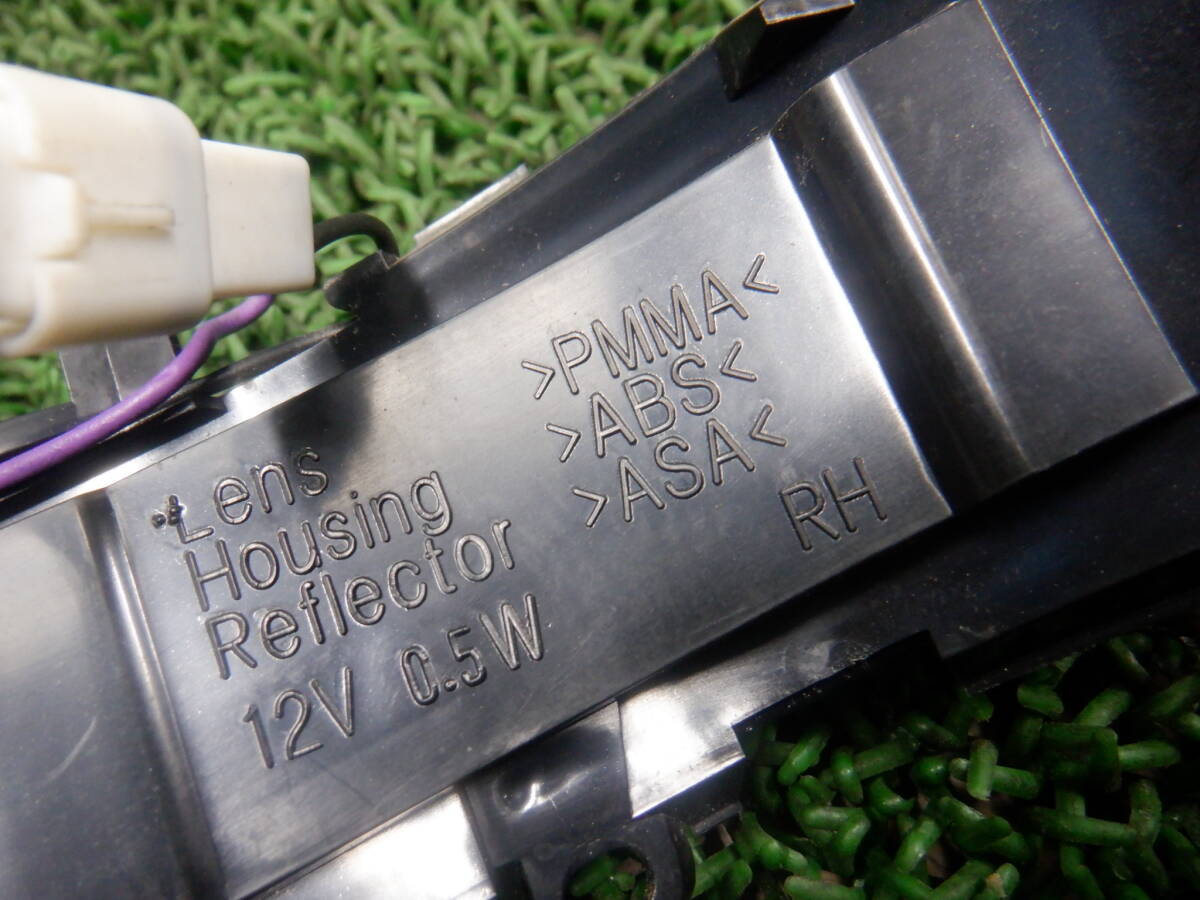 Lens >PMMA<
Housing >ABS<
Reflector >ASA<
12V 0.5W RH